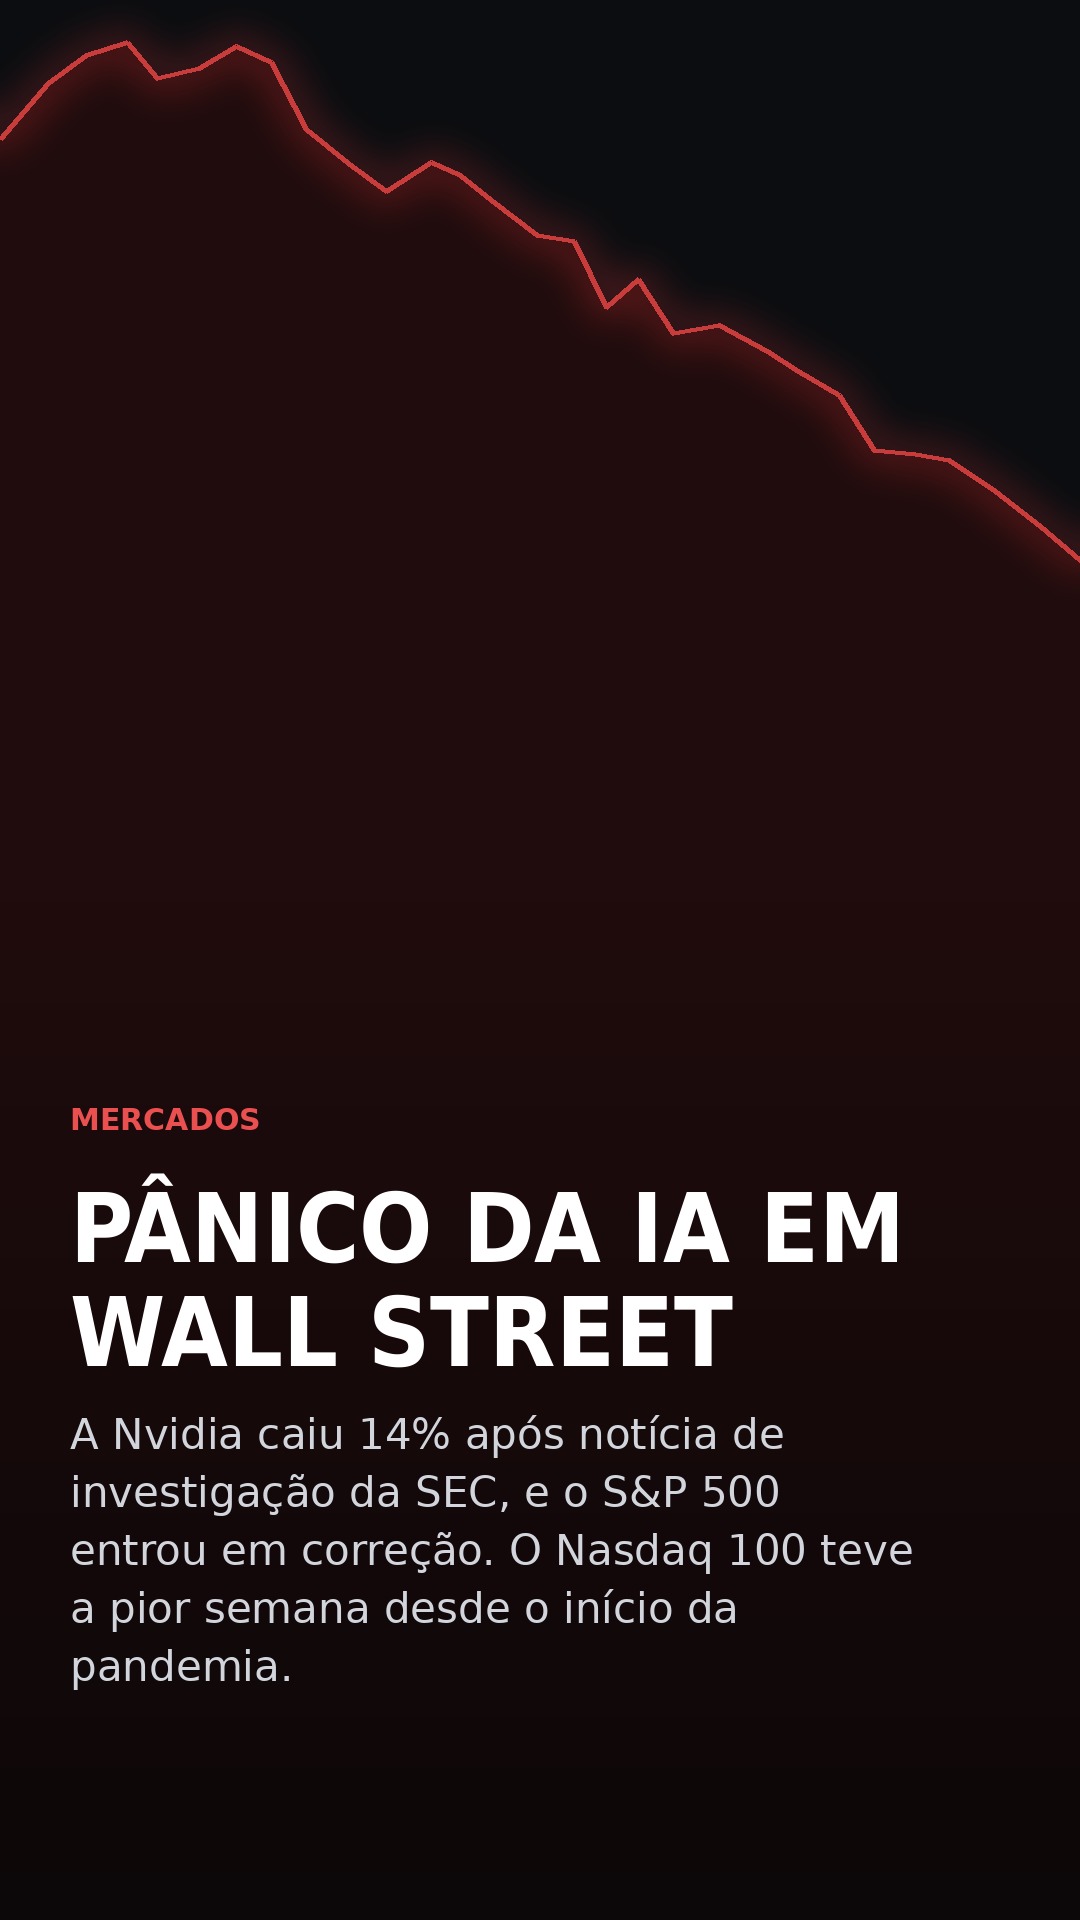 MERCADOS
PÂNICO DA IA EM
WALL STREET
A Nvidia caiu 14% após notícia de
investigação da SEC, e o S&P 500
entrou em correção. O Nasdaq 100 teve
a pior semana desde o início da
pandemia.